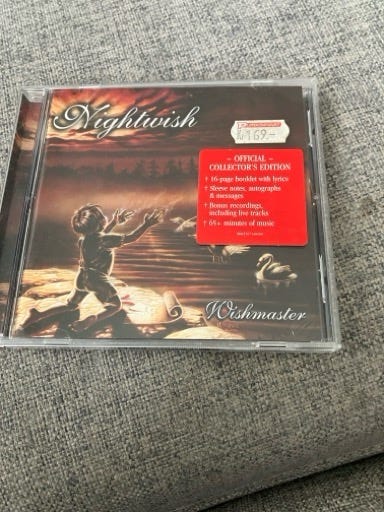 Nightwish
169.-
- OFFICIAL -
COLLECTOR'S EDITION
† 16-page booklet with lyrics
† Sleeve notes, autographs
& messages
† Bonus recordings,
including live tracks
† 65+ minutes of music
Wishmaster